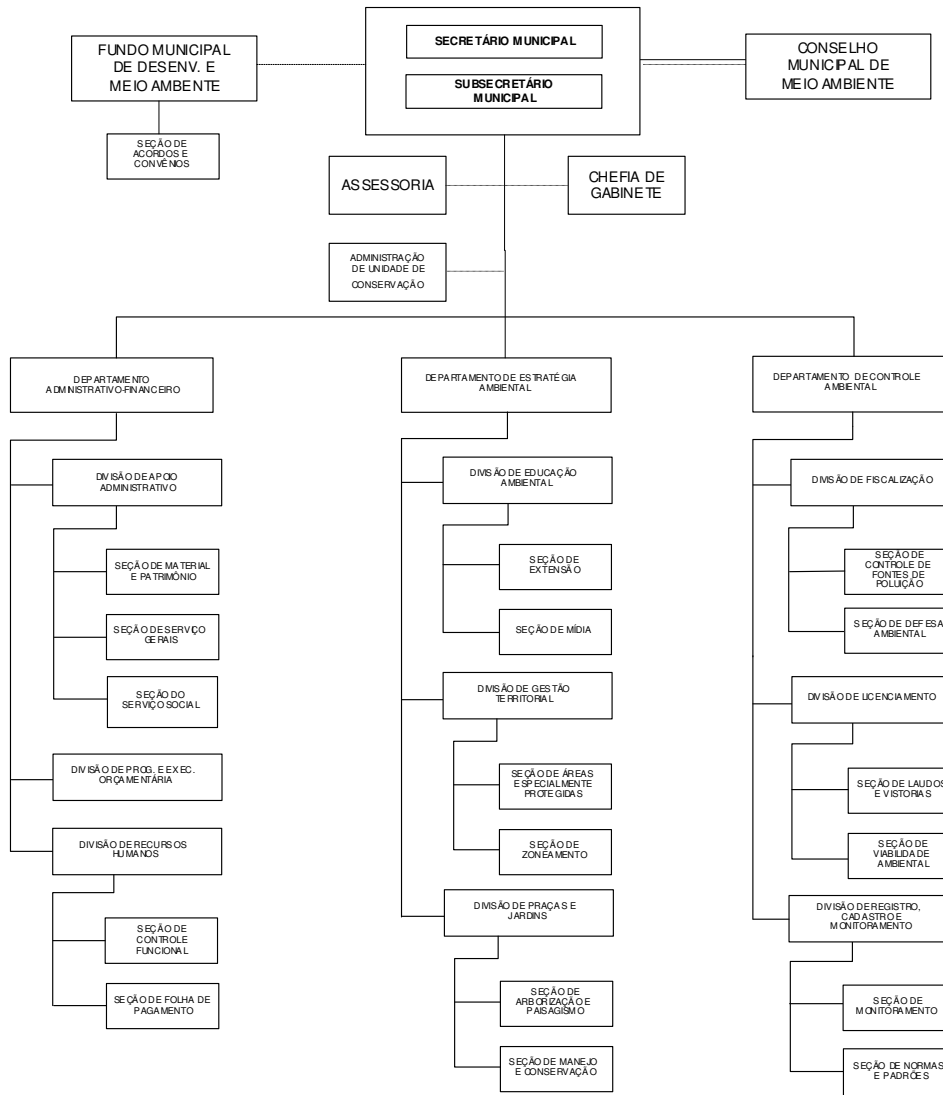 SECRETÁRIO MUNICIPAL
SUBSECRETÁRIO
MUNICIPAL
FUNDO MUNICIPAL
DE DESENV. E
MEIO AMBENTE
CONSELHO
MUNICIPAL DE
MEIO AMBIENTE
SEÇÃO DE
ACORDOS E
CONVÊNIOS
ASSESSORIA
CHEFIA DE
GABINETE
ADMINISTRAÇÃO
DE UNIDADE DE
CONSERVAÇÃO
DEPARTAMENTO
ADMINISTRATIVO-FINANCEIRO
DIVISÃO DE APOIO
ADMINISTRATIVO
SEÇÃO DE MATERIAL
E PATRIMÔNIO
SEÇÃO DE SERVIÇO
GERAIS
SEÇÃO DO
SERVIÇO SOCIAL
DIVISÃO DE PROG. E EXEC.
ORÇAMENTÁRIA
DIVISÃO DE RECURSOS
HUMANOS
SEÇÃO DE
CONTROLE
FUNCIONAL
SEÇÃO DE FOLHA DE
PAGAMENTO
DEPARTAMENTO DE ESTRATÉGIA
AMBIENTAL
DIVISÃO DE EDUCAÇÃO
AMBIENTAL
SEÇÃO DE
EXTENSÃO
SEÇÃO DE MÍDIA
DIVISÃO DE GESTÃO
TERRITORIAL
SEÇÃO DE ÁREAS
ESPECIALMENTE
PROTEGIDAS
SEÇÃO DE
ZONEAMENTO
DIVISÃO DE PRAÇAS E
JARDINS
SEÇÃO DE
ARBORIZAÇÃO E
PAISAGISMO
SEÇÃO DE MANEJO
E CONSERVAÇÃO
DEPARTAMENTO DE CONTROLE
AMBIENTAL
DIVISÃO DE FISCALIZAÇÃO
SEÇÃO DE
CONTROLE DE
FONTES DE
POLUIÇÃO
SEÇÃO DE DEFESA
AMBIENTAL
DIVISÃO DE LICENCIAMENTO
SEÇÃO DE LAUDOS
E VISTORIAS
SEÇÃO DE
VIABILIDADE
AMBIENTAL
DIVISÃO DE REGISTRO,
CADASTRO E
MONITORAMENTO
SEÇÃO DE
MONITORAMENTO
SEÇÃO DE NORMAS
E PADRÕES